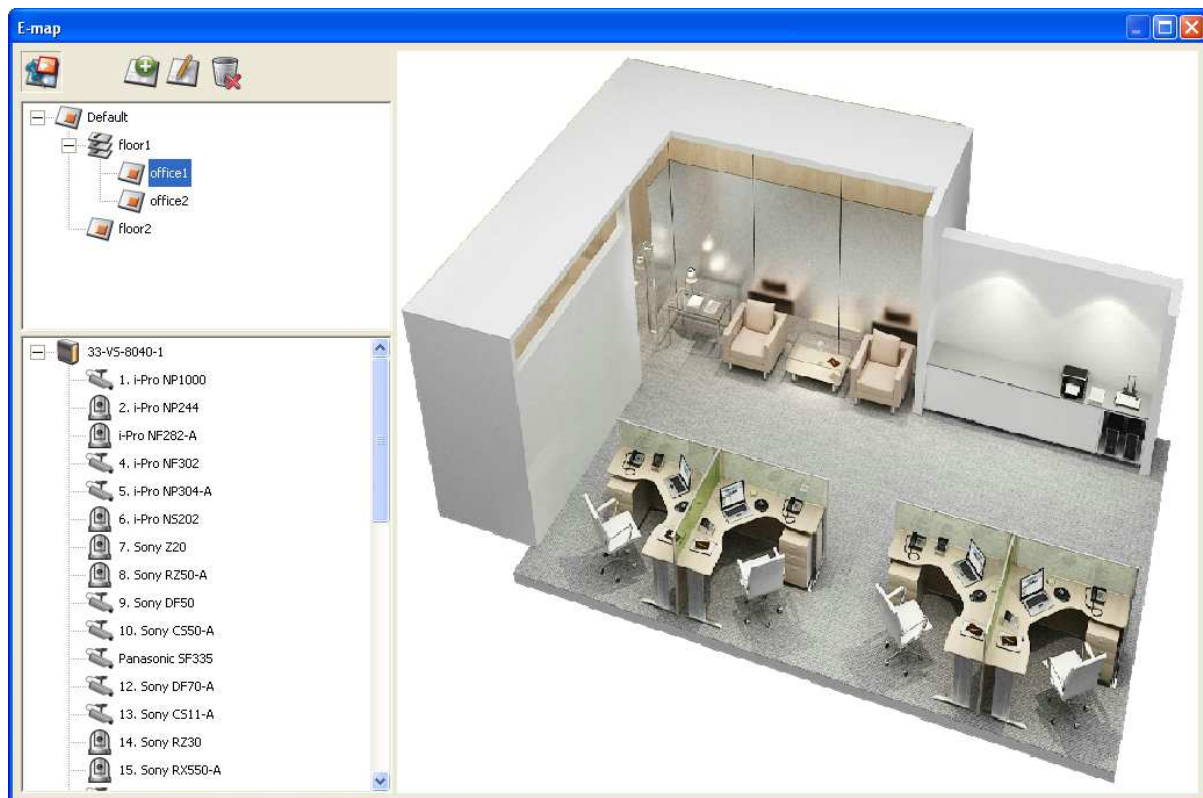 E-map
Default
floor1
office1
office2
floor2
33-VS-8040-1
1. i-Pro NP1000
2. i-Pro NP244
i-Pro NF282-A
4. i-Pro NF302
5. i-Pro NP304-A
6. i-Pro NS202
7. Sony Z20
8. Sony RZ50-A
9. Sony DF50
10. Sony CS50-A
Panasonic SF335
12. Sony DF70-A
13. Sony CS11-A
14. Sony RZ30
15. Sony RX550-A